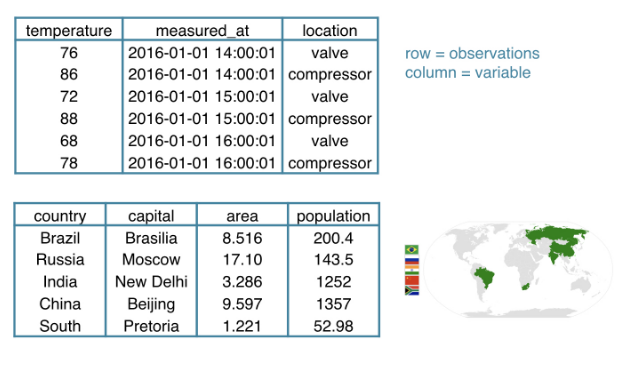 temperature measured_at location
76 2016-01-01 14:00:01 valve
86 2016-01-01 14:00:01 compressor
72 2016-01-01 15:00:01 valve
88 2016-01-01 15:00:01 compressor
68 2016-01-01 16:00:01 valve
78 2016-01-01 16:00:01 compressor
row = observations
column = variable
country capital area population
Brazil Brasilia 8.516 200.4
Russia Moscow 17.10 143.5
India New Delhi 3.286 1252
China Beijing 9.597 1357
South Pretoria 1.221 52.98